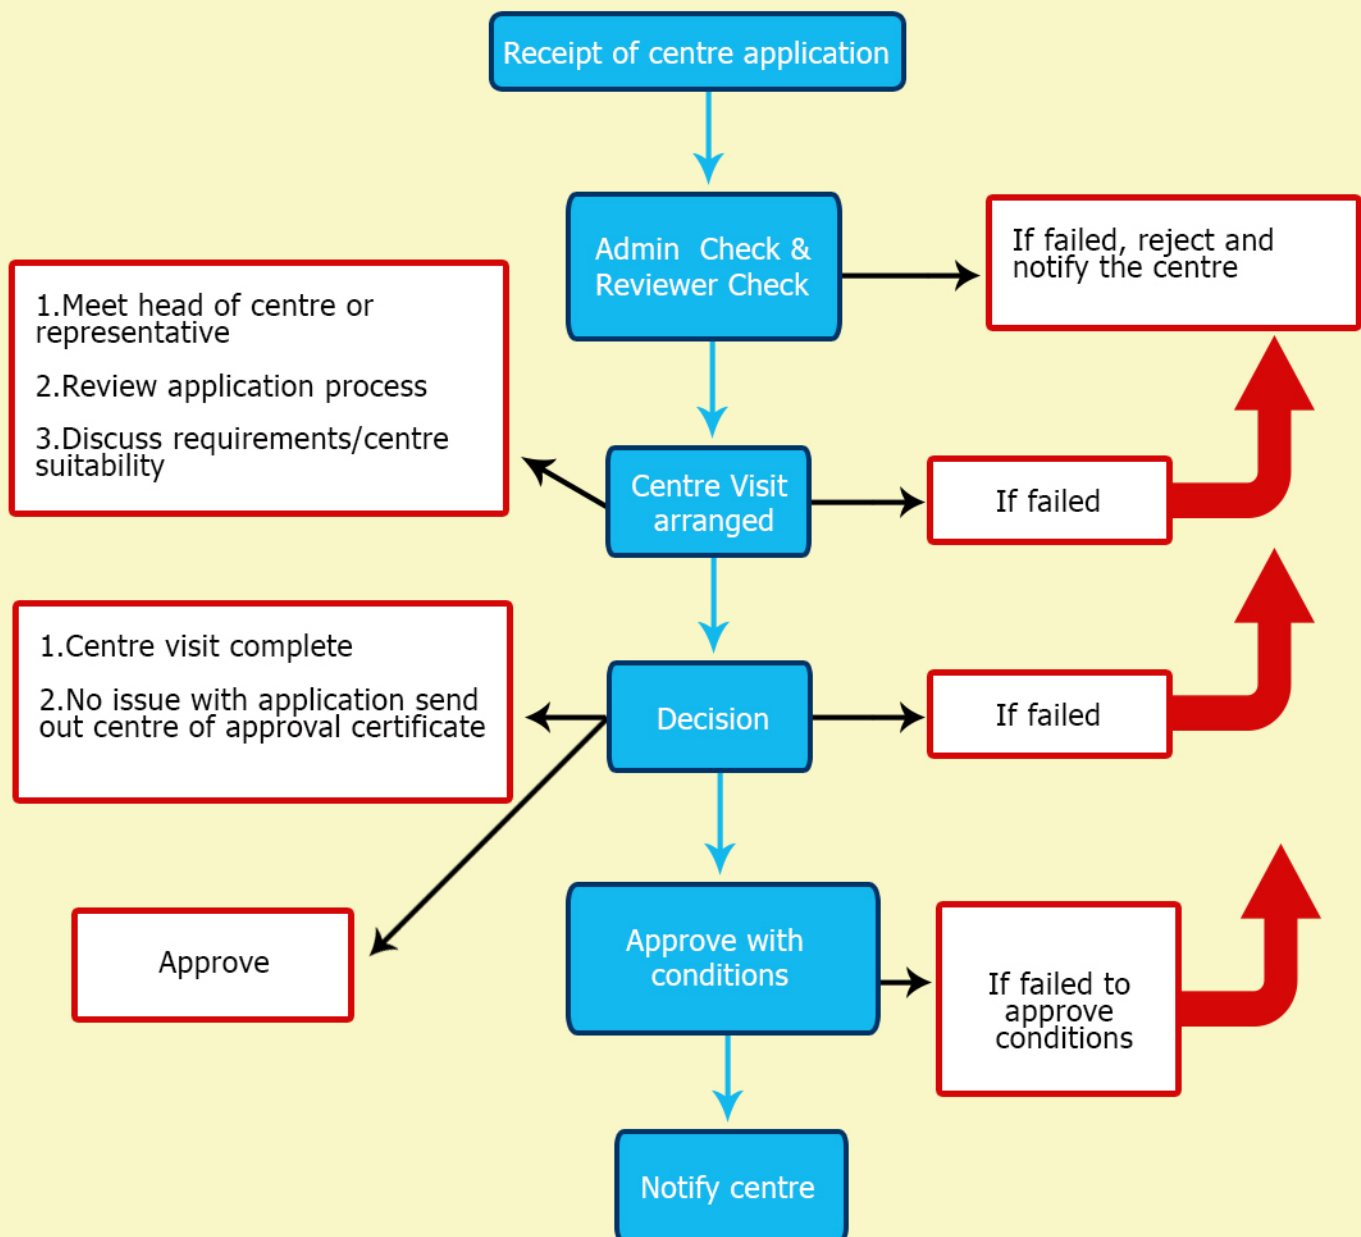 Receipt of centre application
Admin Check &
Reviewer Check
If failed, reject and
notify the centre
1.Meet head of centre or
representative
2.Review application process
3.Discuss requirements/centre
suitability
Centre Visit
arranged
If failed
1.Centre visit complete
2.No issue with application send
out centre of approval certificate
Decision
If failed
Approve
Approve with
conditions
If failed to
approve
conditions
Notify centre